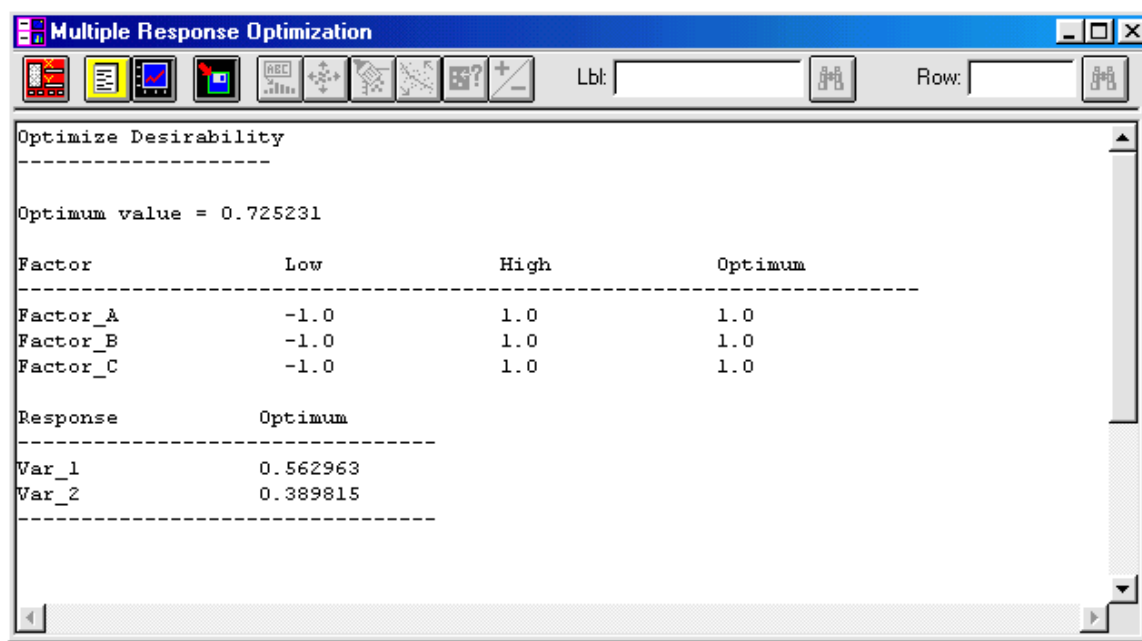 Multiple Response Optimization
ABC ? + - Lbl: Row:
Optimize Desirability
--------------------
Optimum value = 0.725231
Factor Low High Optimum
-----------------------------------------------------------------------
Factor_A -1.0 1.0 1.0
Factor_B -1.0 1.0 1.0
Factor_C -1.0 1.0 1.0
Response Optimum
---------------------------------
Var_1 0.562963
Var_2 0.389815
---------------------------------